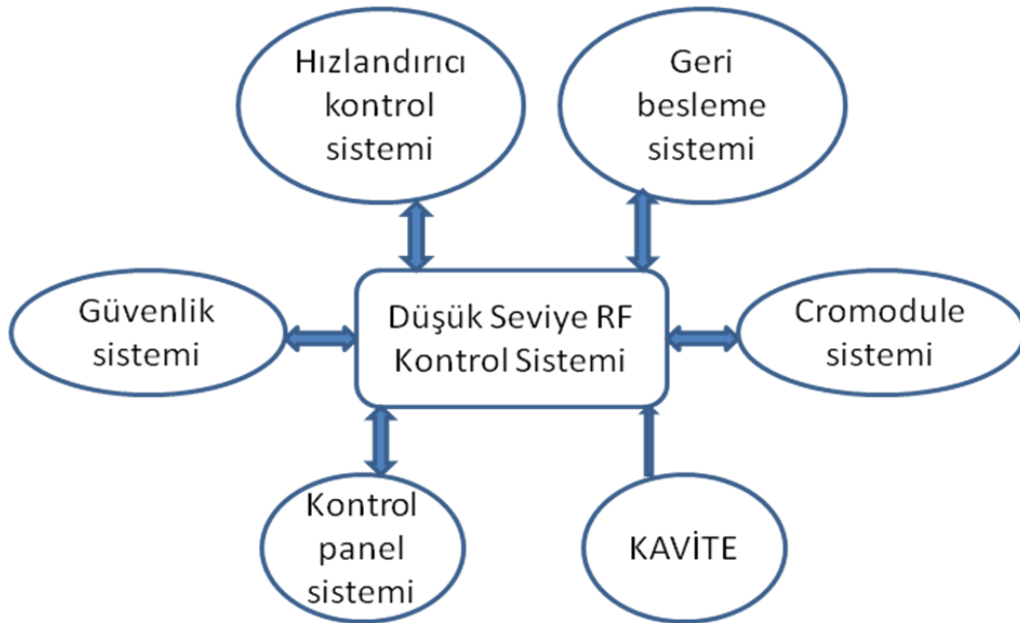 Hızlandırıcı
kontrol
sistemi
Geri
besleme
sistemi
Güvenlik
sistemi
Düşük Seviye RF
Kontrol Sistemi
Cromodule
sistemi
Kontrol
panel
sistemi
KAVİTE